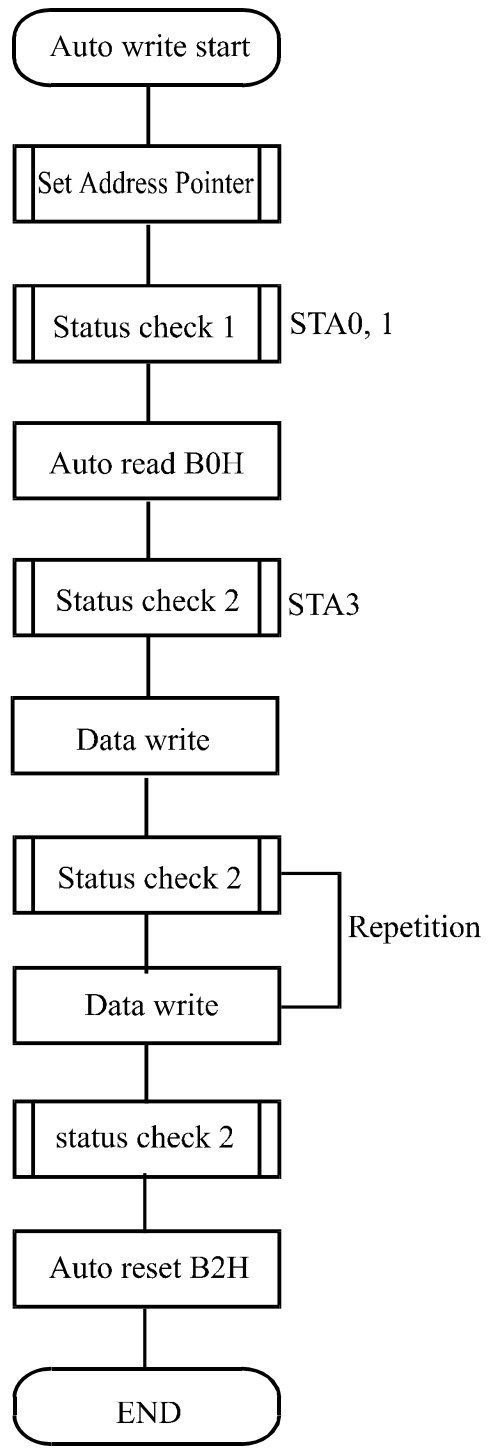 Auto write start
Set Address Pointer
Status check 1
STA0, 1
Auto read B0H
Status check 2
STA3
Data write
Status check 2
Repetition
Data write
status check 2
Auto reset B2H
END